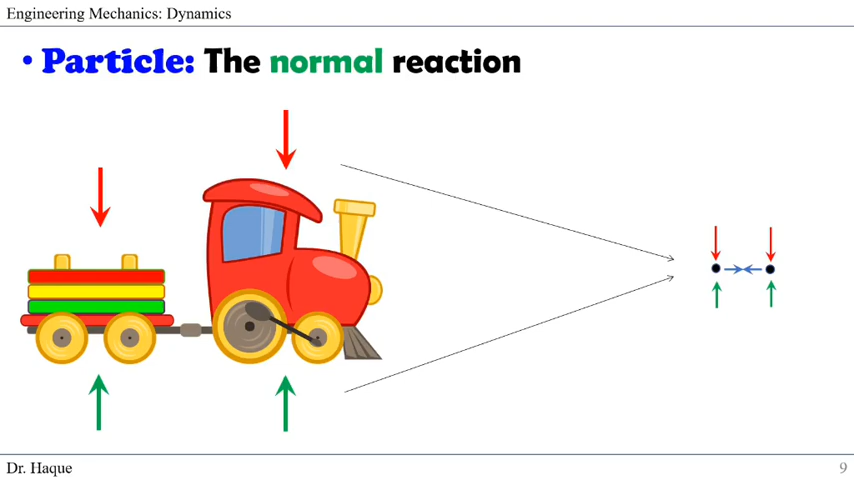 Engineering Mechanics: Dynamics
• Particle: The normal reaction
Dr. Haque
9